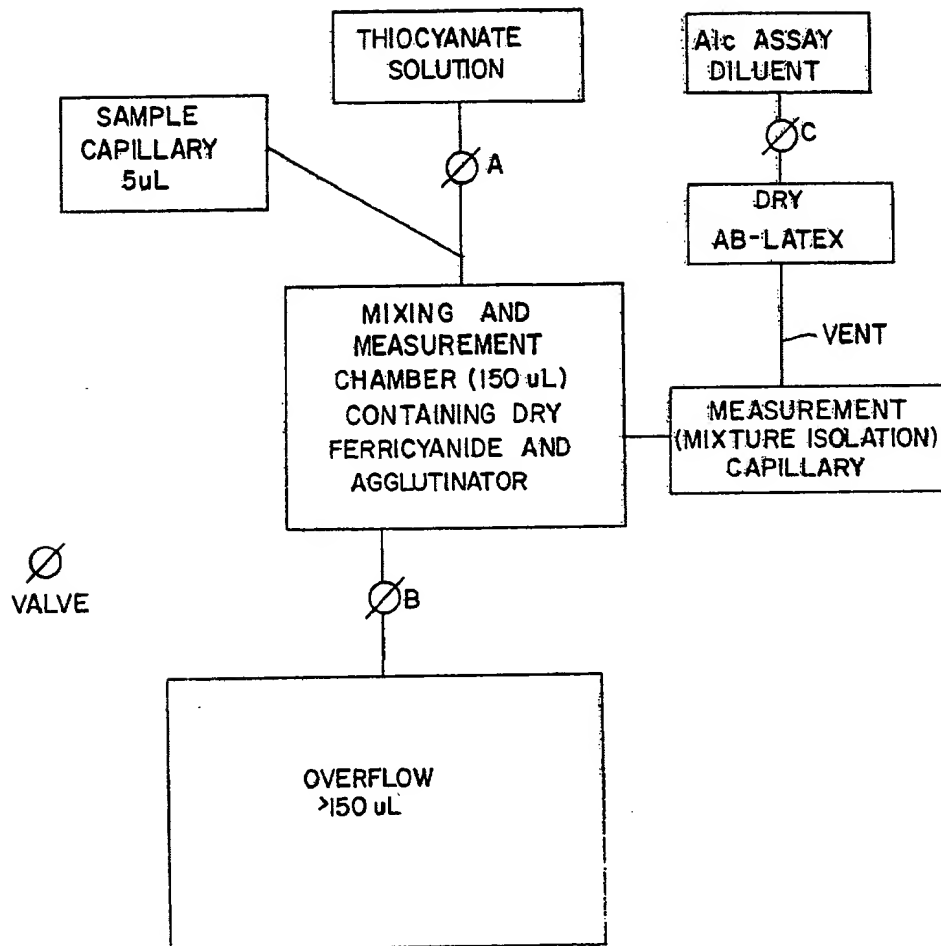 THIOCYANATE
SOLUTION
A1c ASSAY
DILUENT
SAMPLE
CAPILLARY
5uL
A
C
DRY
AB-LATEX
MIXING AND
MEASUREMENT
CHAMBER (150 uL)
CONTAINING DRY
FERRICYANIDE AND
AGGLUTINATOR
VENT
MEASUREMENT
(MIXTURE ISOLATION)
CAPILLARY
VALVE
B
OVERFLOW
>150 uL